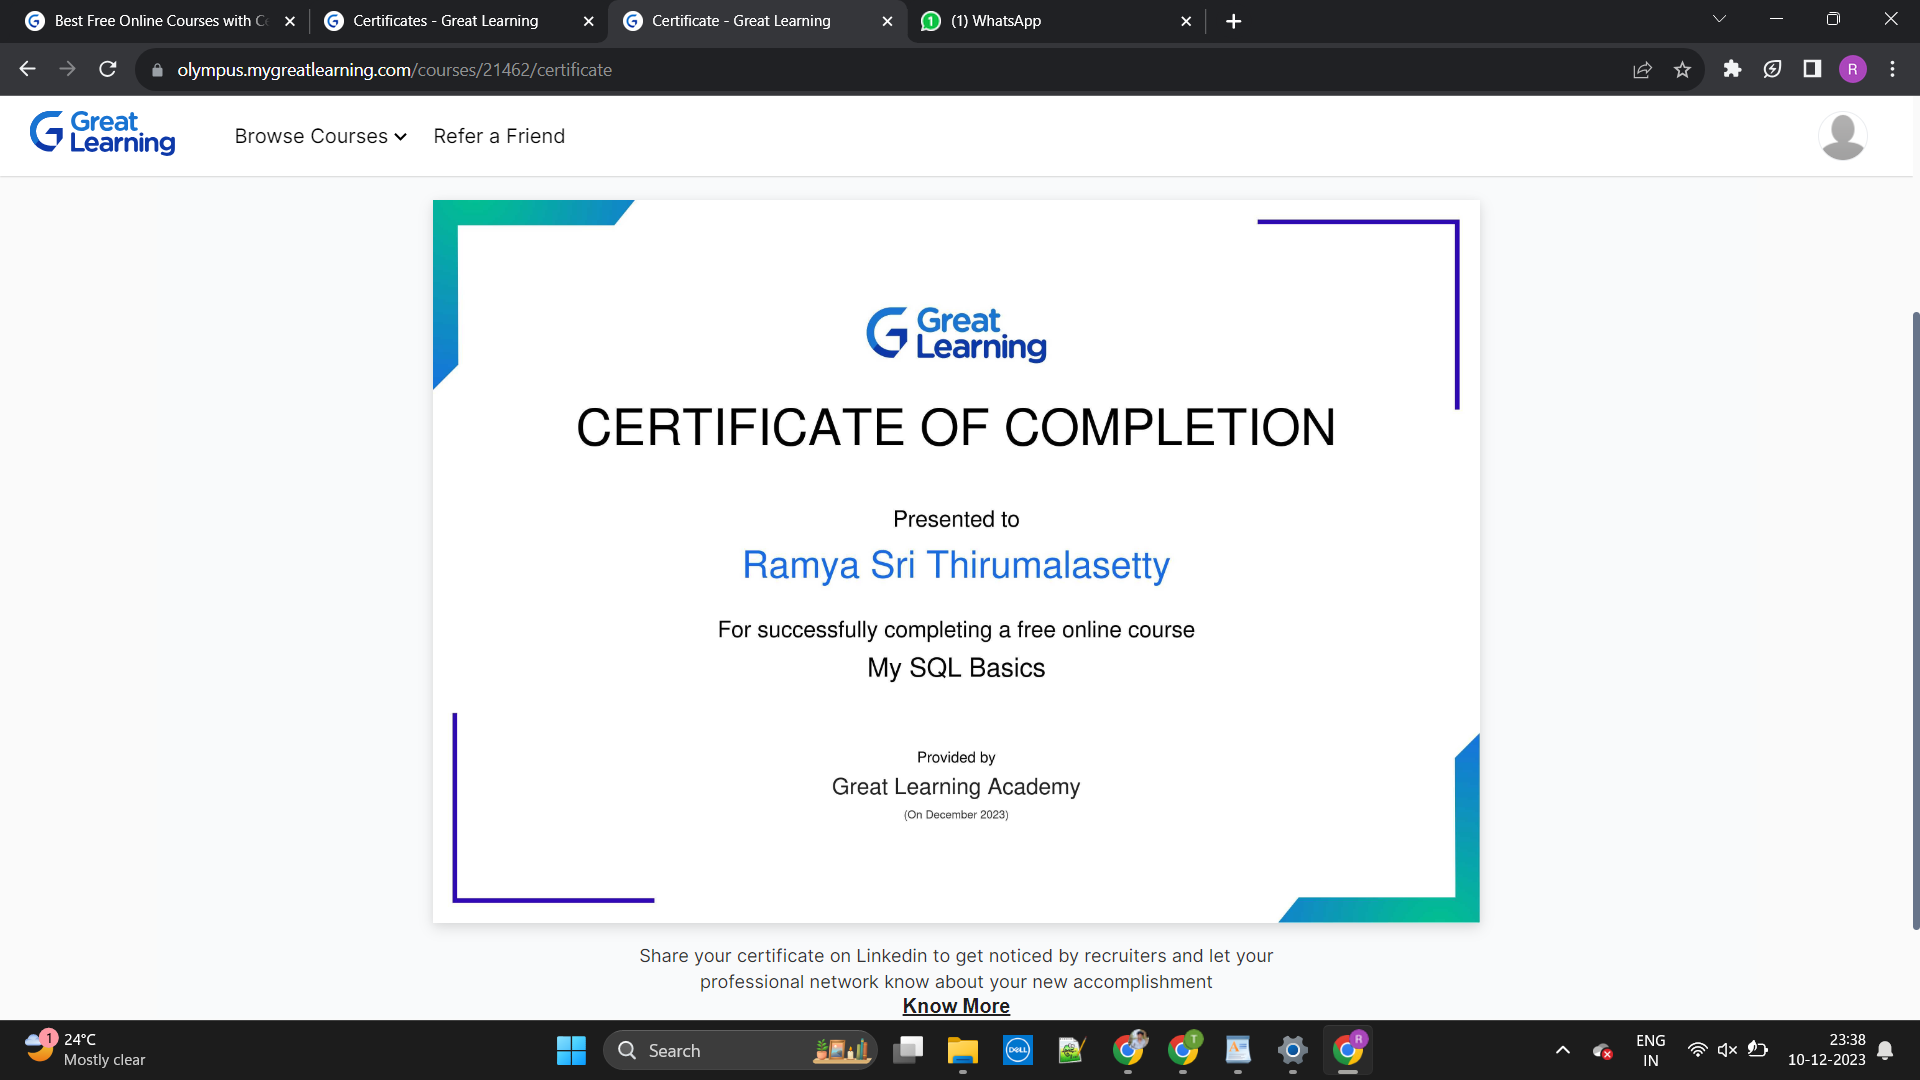 Best Free Online Courses with Ce
Certificates - Great Learning
Certificate - Great Learning
(1) WhatsApp
olympus.mygreatlearning.com/courses/21462/certificate
R
Great Learning
Browse Courses
Refer a Friend
Great
Learning
CERTIFICATE OF COMPLETION
Presented to
Ramya Sri Thirumalasetty
For successfully completing a free online course
My SQL Basics
Provided by
Great Learning Academy
(On December 2023)
Share your certificate on Linkedin to get noticed by recruiters and let your
professional network know about your new accomplishment
Know More
1
24°C
Mostly clear
Search
DELL
T
R
ENG
IN
23:38
10-12-2023